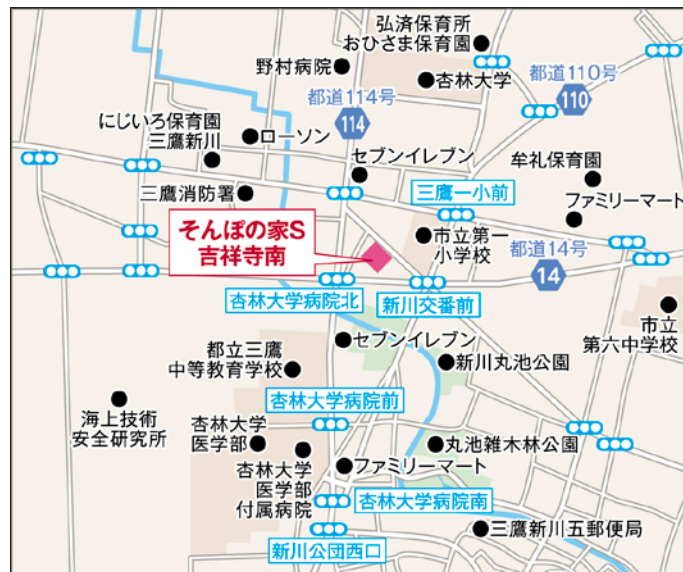 弘済保育所
おひさま保育園
野村病院
杏林大学
都道110号
110
都道114号
114
にじいろ保育園
三鷹新川
ローソン
セブンイレブン
牟礼保育園
三鷹消防署
三鷹一小前
ファミリーマート
そんぽの家S
吉祥寺南
市立第一
小学校
都道14号
14
杏林大学病院北
新川交番前
市立
第六中学校
セブンイレブン
都立三鷹
中等教育学校
新川丸池公園
海上技術
安全研究所
杏林大学病院前
杏林大学
医学部
丸池雑木林公園
杏林大学
医学部
付属病院
ファミリーマート
杏林大学病院南
三鷹新川五郵便局
新川公団西口